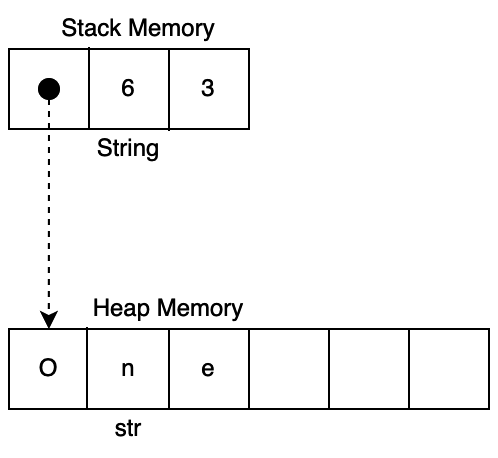 Stack Memory
6 3
String
Heap Memory
O n e
str